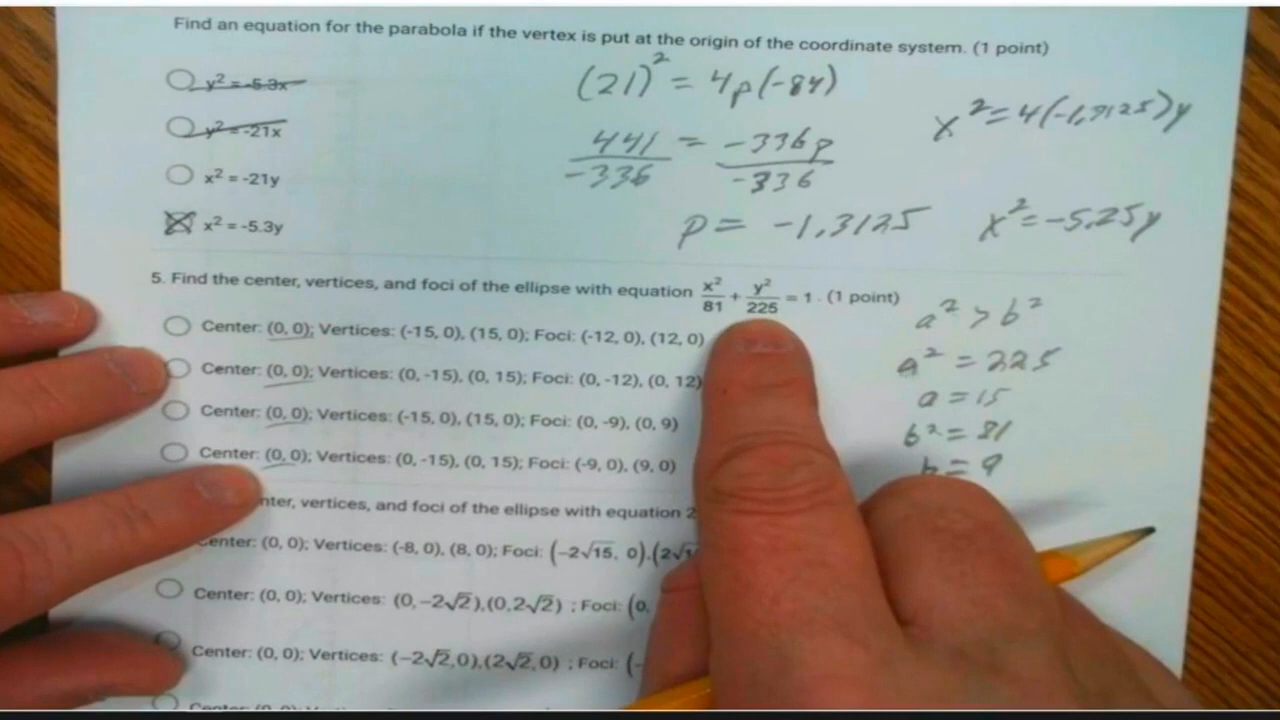 Find an equation for the parabola if the vertex is put at the origin of the coordinate system. (1 point)
y² = -5.3x
y² = -21x
x² = -21y
x² = -5.3y
(21)² = 4p(-84)
441 = -336p
-336 -336
p = -1.3125
x² = 4(-1.3125)y
x² = -5.25y
5. Find the center, vertices, and foci of the ellipse with equation x²/81 + y²/225 = 1. (1 point)
Center: (0, 0); Vertices: (-15, 0), (15, 0); Foci: (-12, 0), (12, 0)
Center: (0, 0); Vertices: (0, -15), (0, 15); Foci: (0, -12), (0, 12)
Center: (0, 0); Vertices: (-15, 0), (15, 0); Foci: (0, -9), (0, 9)
Center: (0, 0); Vertices: (0, -15), (0, 15); Foci: (-9, 0), (9, 0)
a² > b²
a² = 225
a = 15
b² = 81
b = 9
vertices, and foci of the ellipse with equation 2
Center: (0, 0); Vertices: (-8, 0), (8, 0); Foci: (-2√15, 0), (2√1
Center: (0, 0); Vertices: (0, -2√2), (0, 2√2) ; Foci: (0,
Center: (0, 0); Vertices: (-2√2, 0), (2√2, 0) ; Foci: (-